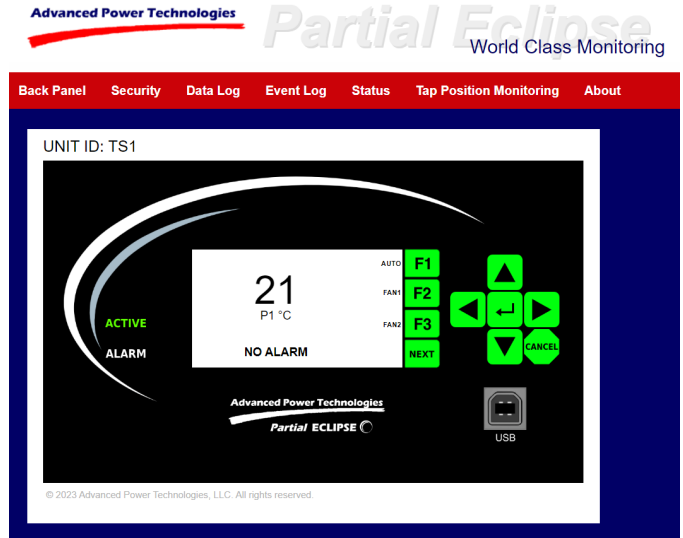 Advanced Power Technologies
Partial Eclipse
World Class Monitoring
Back Panel Security Data Log Event Log Status Tap Position Monitoring About
UNIT ID: TS1
AUTO F1
21
FAN1 F2
P1 °C
ACTIVE
FAN2 F3
ALARM
NO ALARM
NEXT
CANCEL
Advanced Power Technologies
Partial ECLIPSE
USB
© 2023 Advanced Power Technologies, LLC. All rights reserved.